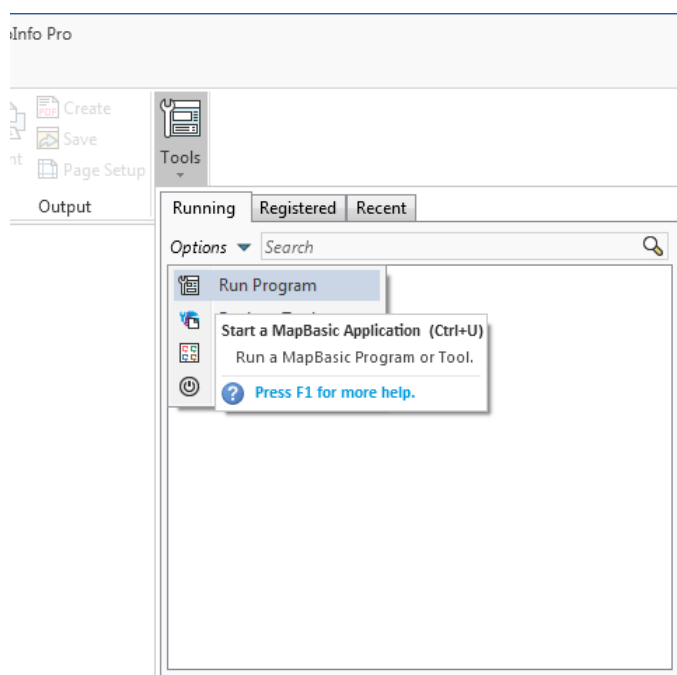 Info Pro
Create
Save
nt
Page Setup
Output
Tools
Running Registered Recent
Options Search
Run Program
Start a MapBasic Application (Ctrl+U)
Run a MapBasic Program or Tool.
Press F1 for more help.